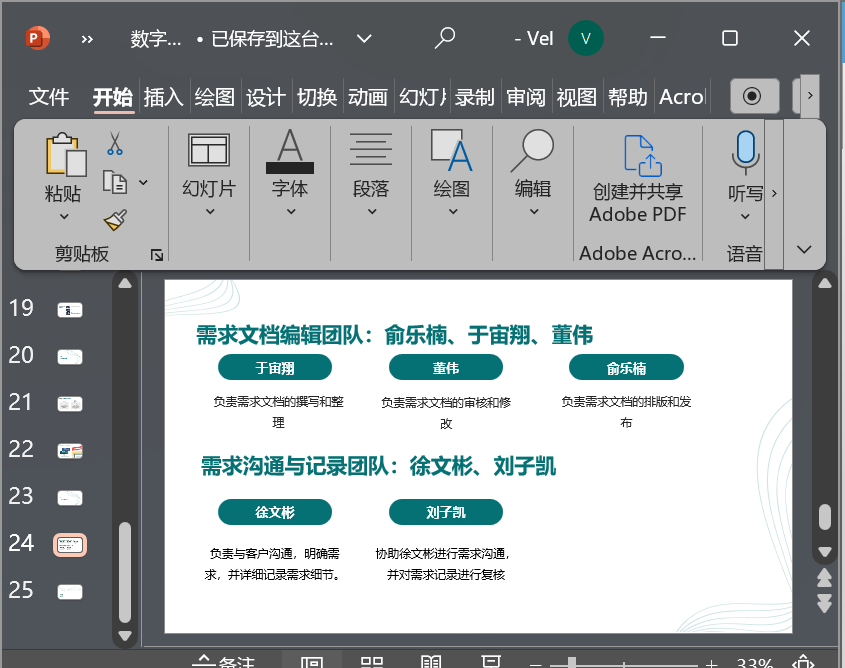 P » 数字... • 已保存到这台... - Vel V
文件 开始 插入 绘图 设计 切换 动画 录制 审阅 视图 帮助
粘贴 幻灯片 字体 段落 绘图 编辑 创建并共享 Adobe PDF 听写
剪贴板 Adobe Acro... 语音
19
20
21
22
23
24
25
需求文档编辑团队：俞乐楠、于宙翔、董伟
于宙翔 董伟 俞乐楠
负责需求文档的撰写和整理
负责需求文档的审核和修改
负责需求文档的排版和发布
需求沟通与记录团队：徐文彬、刘子凯
徐文彬 刘子凯
负责与客户沟通，明确需求，并详细记录需求细节。
协助徐文彬进行需求沟通，并对需求记录进行复核
备注 33%